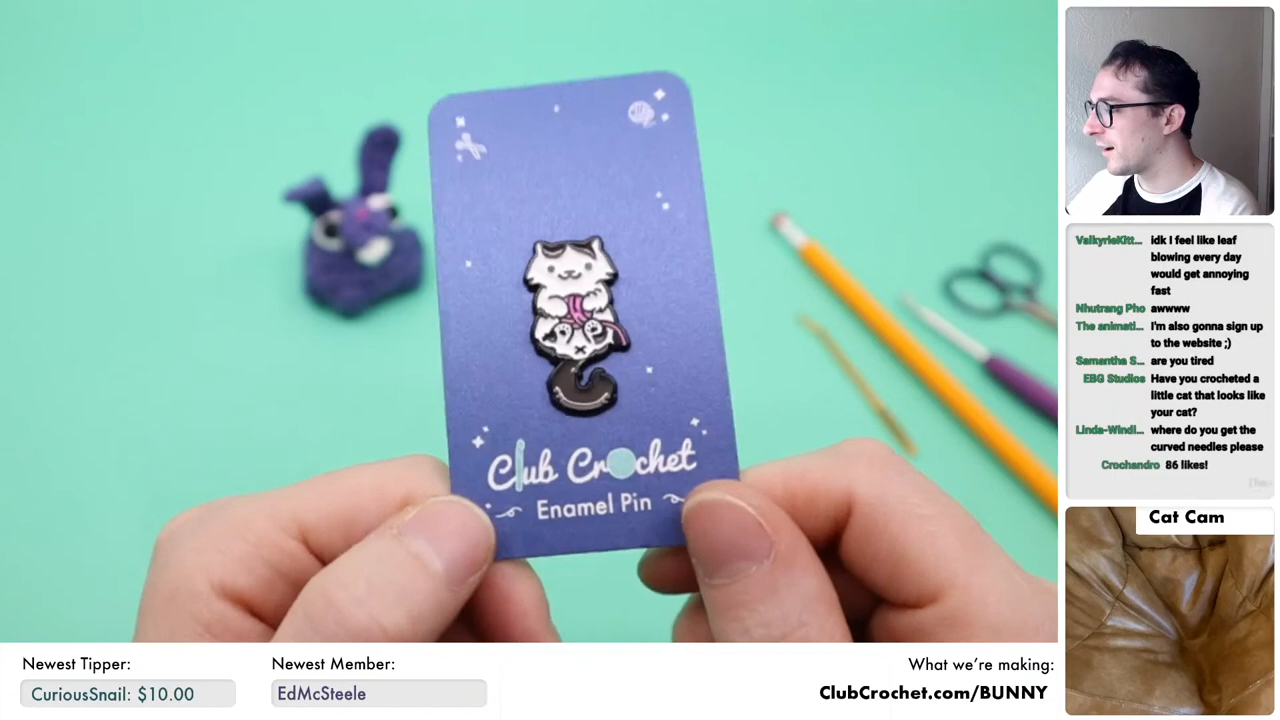 Club Crochet
Enamel Pin
ValkyrieKitt... idk I feel like leaf
blowing every day
would get annoying
fast
Nhutrang Pho awwww
The animati... I'm also gonna sign up
to the website ;)
Samantha S... are you tired
EBG Studios Have you crocheted a
little cat that looks like
your cat?
Linda-Windl... where do you get the
curved needles please
Crochandro 86 likes!
Cat Cam
Newest Tipper:
CuriousSnail: $10.00
Newest Member:
EdMcSteele
What we're making:
ClubCrochet.com/BUNNY